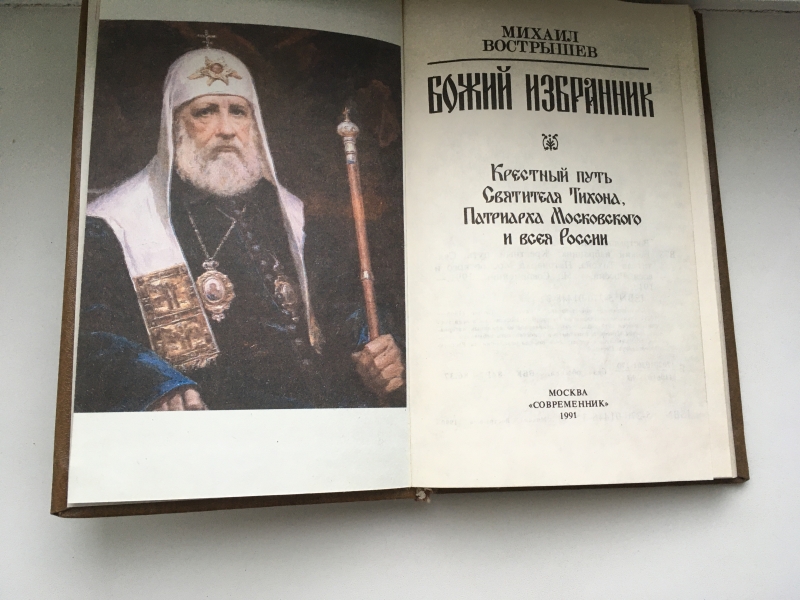 МИХАИЛ
ВОСТРЫШЕВ
БОЖИЙ ИЗБРАННИК
Крестный путь
Святителя Тихона,
Патриарха Московского
и всея России
МОСКВА
«СОВРЕМЕННИК»
1991